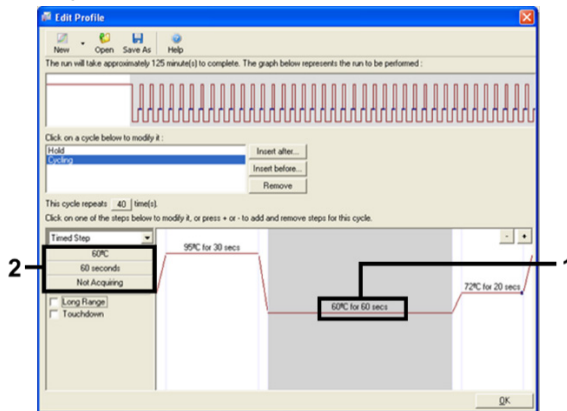 Edit Profile
New Open Save As Help
The run will take approximately 125 minute(s) to complete. The graph below represents the run to be performed :
Click on a cycle below to modify it :
Hold
Cycling
Insert after...
Insert before...
Remove
This cycle repeats 40 time(s).
Click on one of the steps below to modify it, or press + or - to add and remove steps for this cycle.
Timed Step
- +
95ºC for 30 secs
60ºC
2
60 seconds
Not Acquiring
1
72ºC for 20 secs
60ºC for 60 secs
Long Range
Touchdown
OK